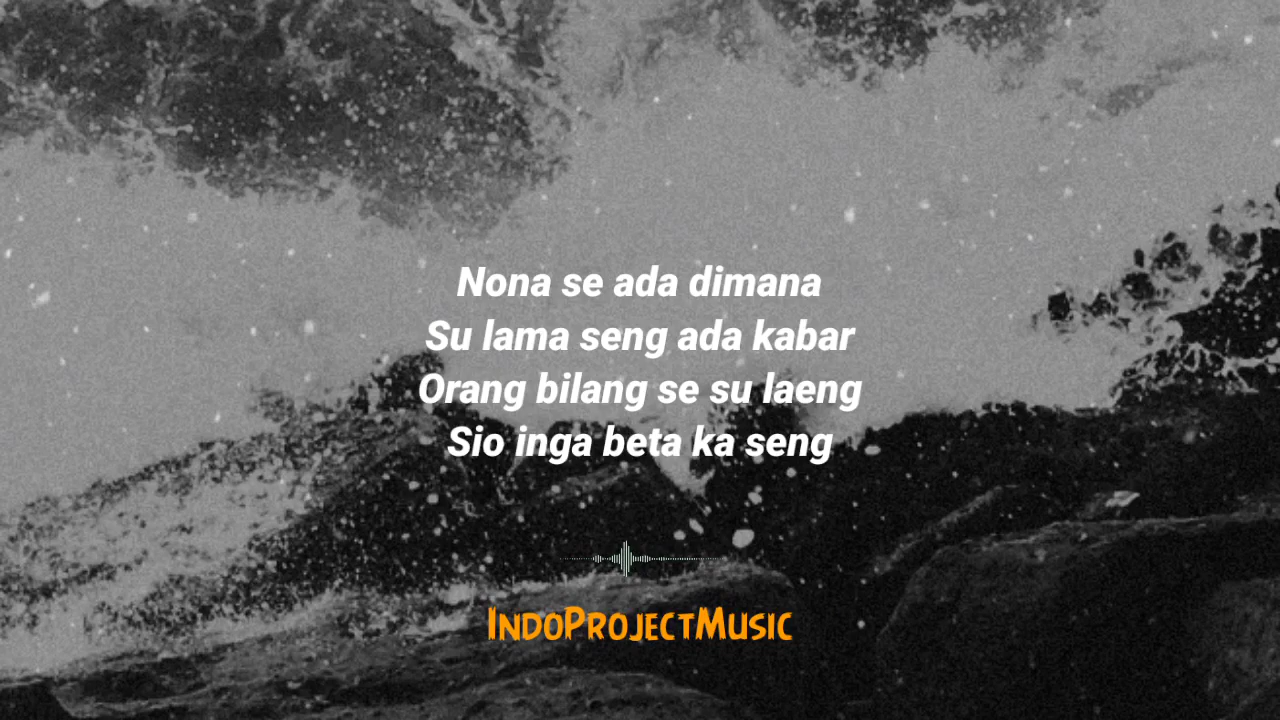 Nona se ada dimana
Su lama seng ada kabar
Orang bilang se su laeng
Sio inga beta ka seng
IndoProjectMusic